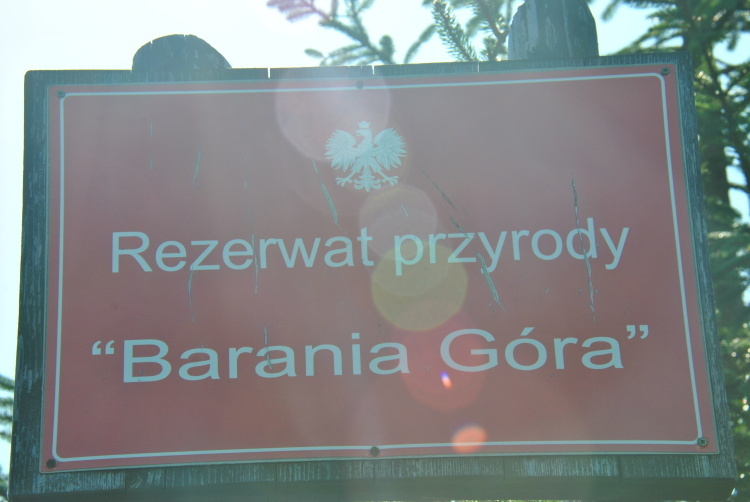 Rezerwat przyrody
“Barania Góra”